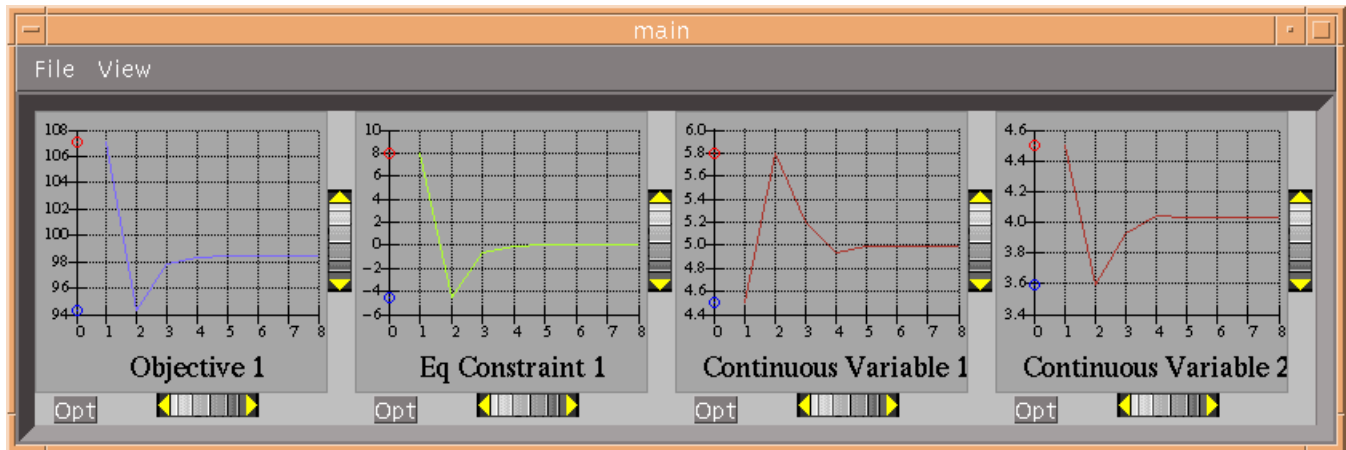 main
File View
108
106
104
102
100
98
96
94
0 1 2 3 4 5 6 7 8
Objective 1
Opt
10
8
6
4
2
0
−2
−4
−6
0 1 2 3 4 5 6 7 8
Eq Constraint 1
Opt
6.0
5.8
5.6
5.4
5.2
5.0
4.8
4.6
4.4
0 1 2 3 4 5 6 7 8
Continuous Variable 1
Opt
4.6
4.4
4.2
4.0
3.8
3.6
3.4
0 1 2 3 4 5 6 7 8
Continuous Variable 2
Opt